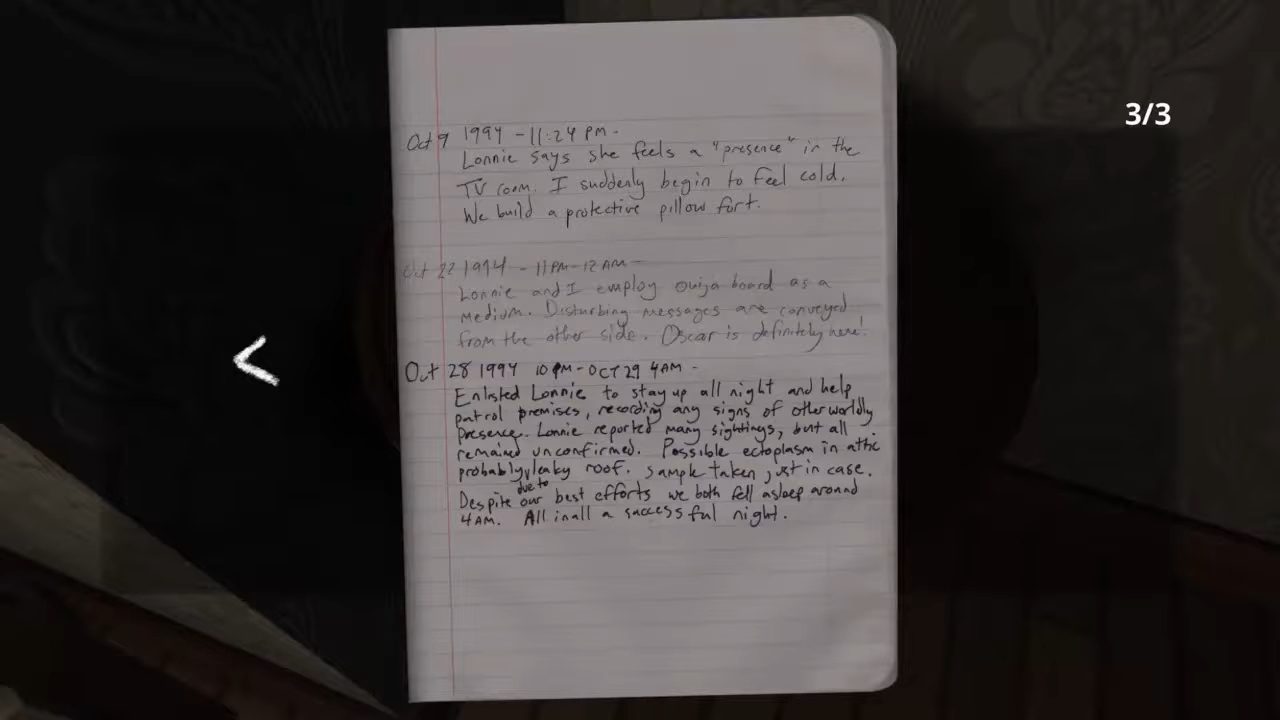 3/3
Oct 9 1994 - 11:24 PM -
Lonnie says she feels a "presence" in the
TV room. I suddenly begin to feel cold.
We build a protective pillow fort.
Oct 22 1994 - 11PM-12AM -
Lonnie and I employ ouija board as a
medium. Disturbing messages are conveyed
from the other side. Oscar is definitely here!
Oct 28 1994 10 PM - OCT 29 4AM -
Enlisted Lonnie to stay up all night and help
patrol premises, recording any signs of otherworldly
presence. Lonnie reported many sightings, but all
remained unconfirmed. Possible ectoplasm in attic
probably due to leaky roof. Sample taken just in case.
Despite our best efforts we both fell asleep around
4AM. All in all a successful night.